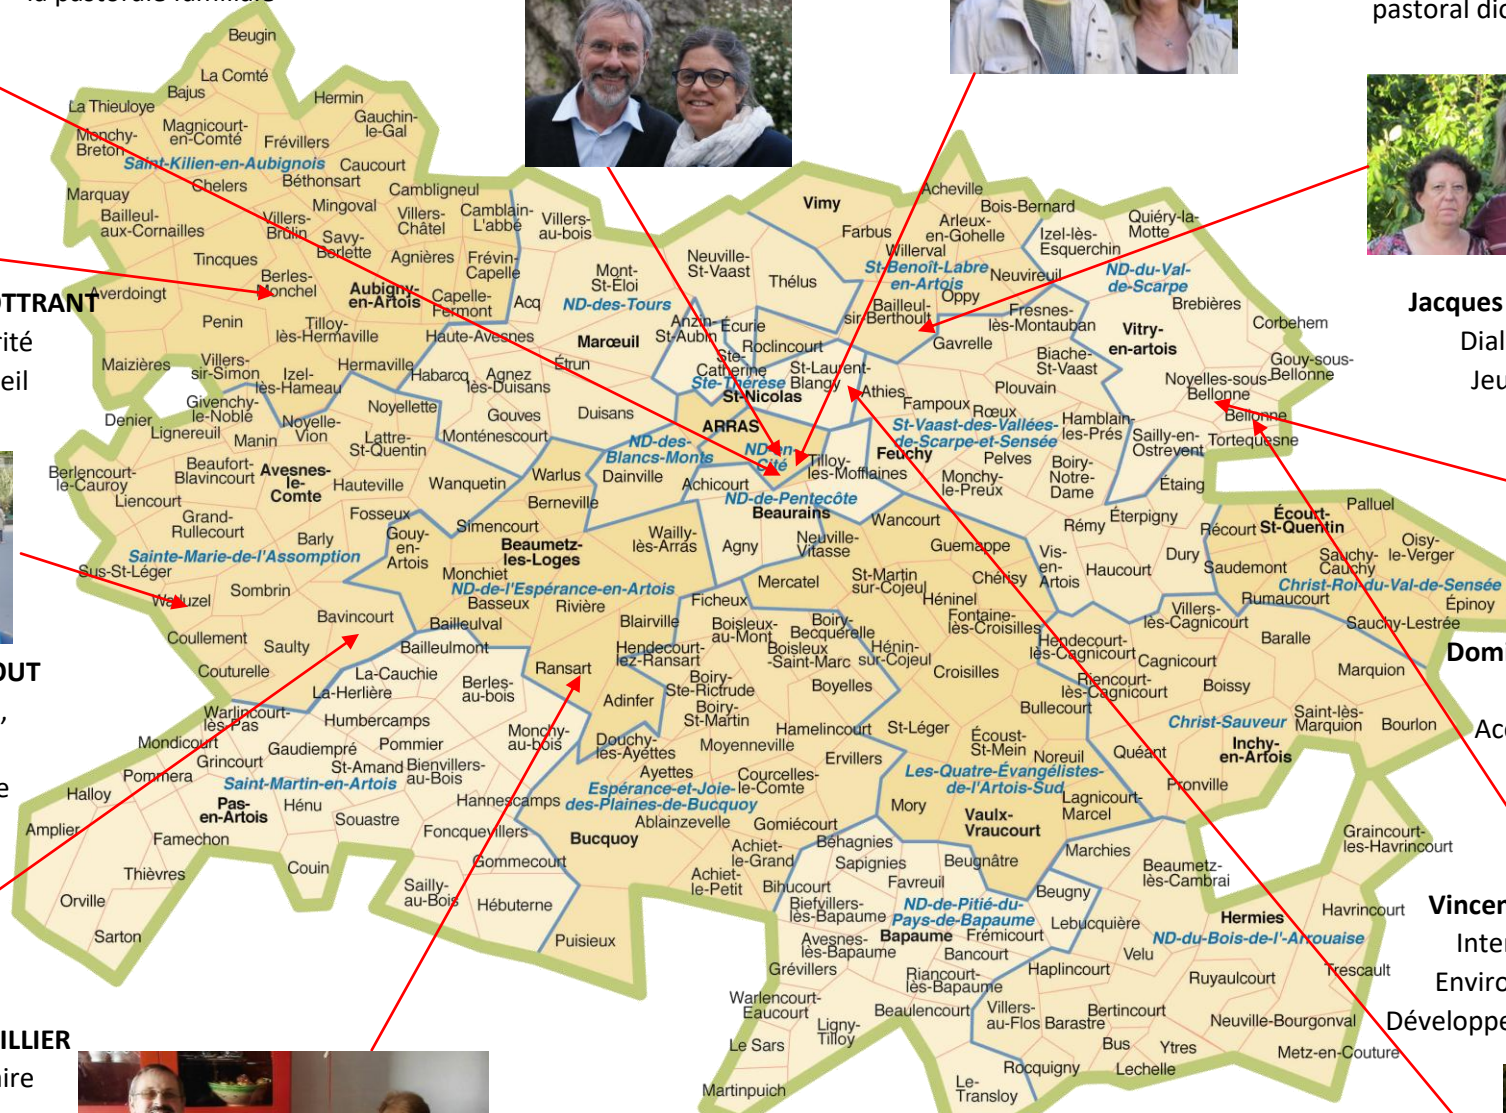 la pastorale familiale
pastoral dio
Beugin
La Comté
Bajus
La Thieuloye
Hermin
Gauchin-
le-Gal
Monchy-
Breton
Magnicourt-
en-Comté
Frévillers
Saint-Kilien-en-Aubignois
Caucourt
Marquay
Chelers
Béthonsart
Cambligneul
Mingoval
Bailleul-
aux-Cornailles
Villers-
Brûlin
Villers-
Châtel
Camblain-
L'abbé
Villers-
au-bois
Savy-
Berlette
Tincques
Agnières
Frévin-
Capelle
Berles-
Monchel
Averdoingt
Aubigny-
en-Artois
Capelle-
Fermont
Acq
Mont-
St-Eloi
ND-des-Tours
Neuville-
St-Vaast
Thélus
Vimy
Farbus
Acheville
Arleux-
en-Gohelle
Bois-Bernard
Willerval
St-Benoît-Labre
en-Artois
Neuvireuil
Izel-lès-
Esquerchin
Quiéry-la-
Motte
ND-du-Val-
de-Scarpe
Brebières
Oppy
Bailleul-
sir-Berthoult
Fresnes-
lès-Montauban
Vitry-
en-artois
Corbehem
Gavrelle
Gouy-sous-
Bellonne
OTTRANT
rité
eil
Jacques
Dial
Jeu
Penin
Tilloy-
lès-Hermaville
Haute-Avesnes
Marœuil
Anzin-
St-Aubin
Écurie
Roclincourt
Maizières
Villers-
sir-Simon
Izel-
lès-Hameau
Hermaville
Habarcq
Agnez
lès-Duisans
Étrun
Ste-
Catherine
Ste-Thérèse
St-Nicolas
St-Laurent-
Blangy
Athies
Biache-
St-Vaast
Plouvain
Noyelles-sous-
Bellonne
Bellonne
Tortequesne
Denier
Givenchy-
le-Noble
Lignereuil
Manin
Noyelle-
Vion
Noyellette
Lattre-
St-Quentin
Gouves
Duisans
Monténescourt
ARRAS
Fampoux
Rœux
St-Vaast-des-Vallées-
de-Scarpe-et-Sensée
Hamblain-
les-Prés
Sailly-en-
Ostrevent
Feuchy
Pelves
Berlencourt-
le-Cauroy
Beaufort-
Blavincourt
Avesnes-
le-
Comte
Hauteville
Wanquetin
Warlus
ND-des-
Blancs-Monts
Dainville
ND-en-
Cité
Tilloy-
les-Mofflaines
Monchy-
le-Preux
Boiry-
Notre-
Dame
Étaing
Liencourt
Achicourt
ND-de-Pentecôte
Beaurains
Berneville
Grand-
Rullecourt
Fosseux
Barly
Gouy-
en-
Artois
Simencourt
Beaumetz-
les-Loges
Wailly-
lès-Arras
Agny
Neuville-
Vitasse
Wancourt
Guemappe
Rémy
Éterpigny
Récourt
Écourt-
St-Quentin
Palluel
Oisy-
le-Verger
Sainte-Marie-de-l'Assomption
Sus-St-Léger
Monchiet
ND-de-l'Espérance-en-Artois
Mercatel
St-Martin
sur-Cojeul
Chérisy
Vis-
en-
Artois
Haucourt
Dury
Saudemont
Sauchy-
Cauchy
Christ-Roi-du-Val-de-Sensée
Rumaucourt
Épinoy
Sauchy-Lestrée
Sombrin
Basseux
Rivière
Ficheux
Héninel
Fontaine-
lès-Croisilles
Villers-
lès-Cagnicourt
Bavincourt
Bailleulval
Blairville
Boisleux-
au-Mont
Boiry-
Becquerelle
Coullement
Saulty
Bailleulmont
Hendecourt-
lez-Ransart
Boisleux
-Saint-Marc
Hénin-
sur-Cojeul
Hendecourt-
lès-Cagnicourt
Cagnicourt
Baralle
Marquion
OUT
,
e
Domi
Acc
Couturelle
La-Cauchie
La-Herlière
Berles-
au-bois
Ransart
Adinfer
Boiry-
Ste-Rictrude
Boyelles
Croisilles
Riencourt-
lès-Cagnicourt
Boissy
Bullecourt
Boiry-
St-Martin
Warlincourt-
lès-Pas
Humbercamps
Monchy-
au-bois
Hamelincourt
St-Léger
Christ-Sauveur
Saint-lès-
Marquion
Bourlon
Mondicourt
Gaudiempré
Pommier
Douchy-
lès-Ayettes
Moyenneville
Écoust-
St-Mein
Noreuil
Quéant
Inchy-
en-Artois
Grincourt
St-Amand
Bienvillers-
au-Bois
Ervillers
Pommera
Saint-Martin-en-Artois
Ayettes
Courcelles-
le-Comte
Les-Quatre-Évangélistes-
de-l'Artois-Sud
Pronville
Halloy
Pas-
en-Artois
Hénu
Hannescamps
Espérance-et-Joie-
des-Plaines-de-Bucquoy
Mory
Lagnicourt-
Marcel
Souastre
Ablainzevelle
Gomiécourt
Vaulx-
Vraucourt
Amplier
Famechon
Foncquevillers
Bucquoy
Béhagnies
Graincourt-
les-Havrincourt
Thièvres
Couin
Gommecourt
Achiet-
le-Grand
Sapignies
Beugnâtre
Marchies
Beaumetz-
lès-Cambrai
Achiet-
le-Petit
Bihucourt
Favreuil
Orville
Sailly-
au-Bois
Hébuterne
Biefvillers-
lès-Bapaume
ND-de-Pitié-du-
Pays-de-Bapaume
Beugny
Lebucquière
Hermies
Havrincourt
Vincen
Inter
Enviro
Développe
Sarton
Puisieux
Avesnes-
lès-Bapaume
Bapaume
Frémicourt
ND-du-Bois-de-l'-Arrouaise
Bancourt
Velu
Grévillers
Haplincourt
Ruyaulcourt
Trescault
Riancourt-
lès-Bapaume
Warlencourt-
Eaucourt
Beaulencourt
Villers-
au-Flos
Barastre
Bertincourt
Neuville-Bourgonval
Ligny-
Tilloy
Le Sars
Bus
Ytres
Metz-en-Couture
Rocquigny
Lechelle
Martinpuich
Le-
Transloy
ILLIER
ire